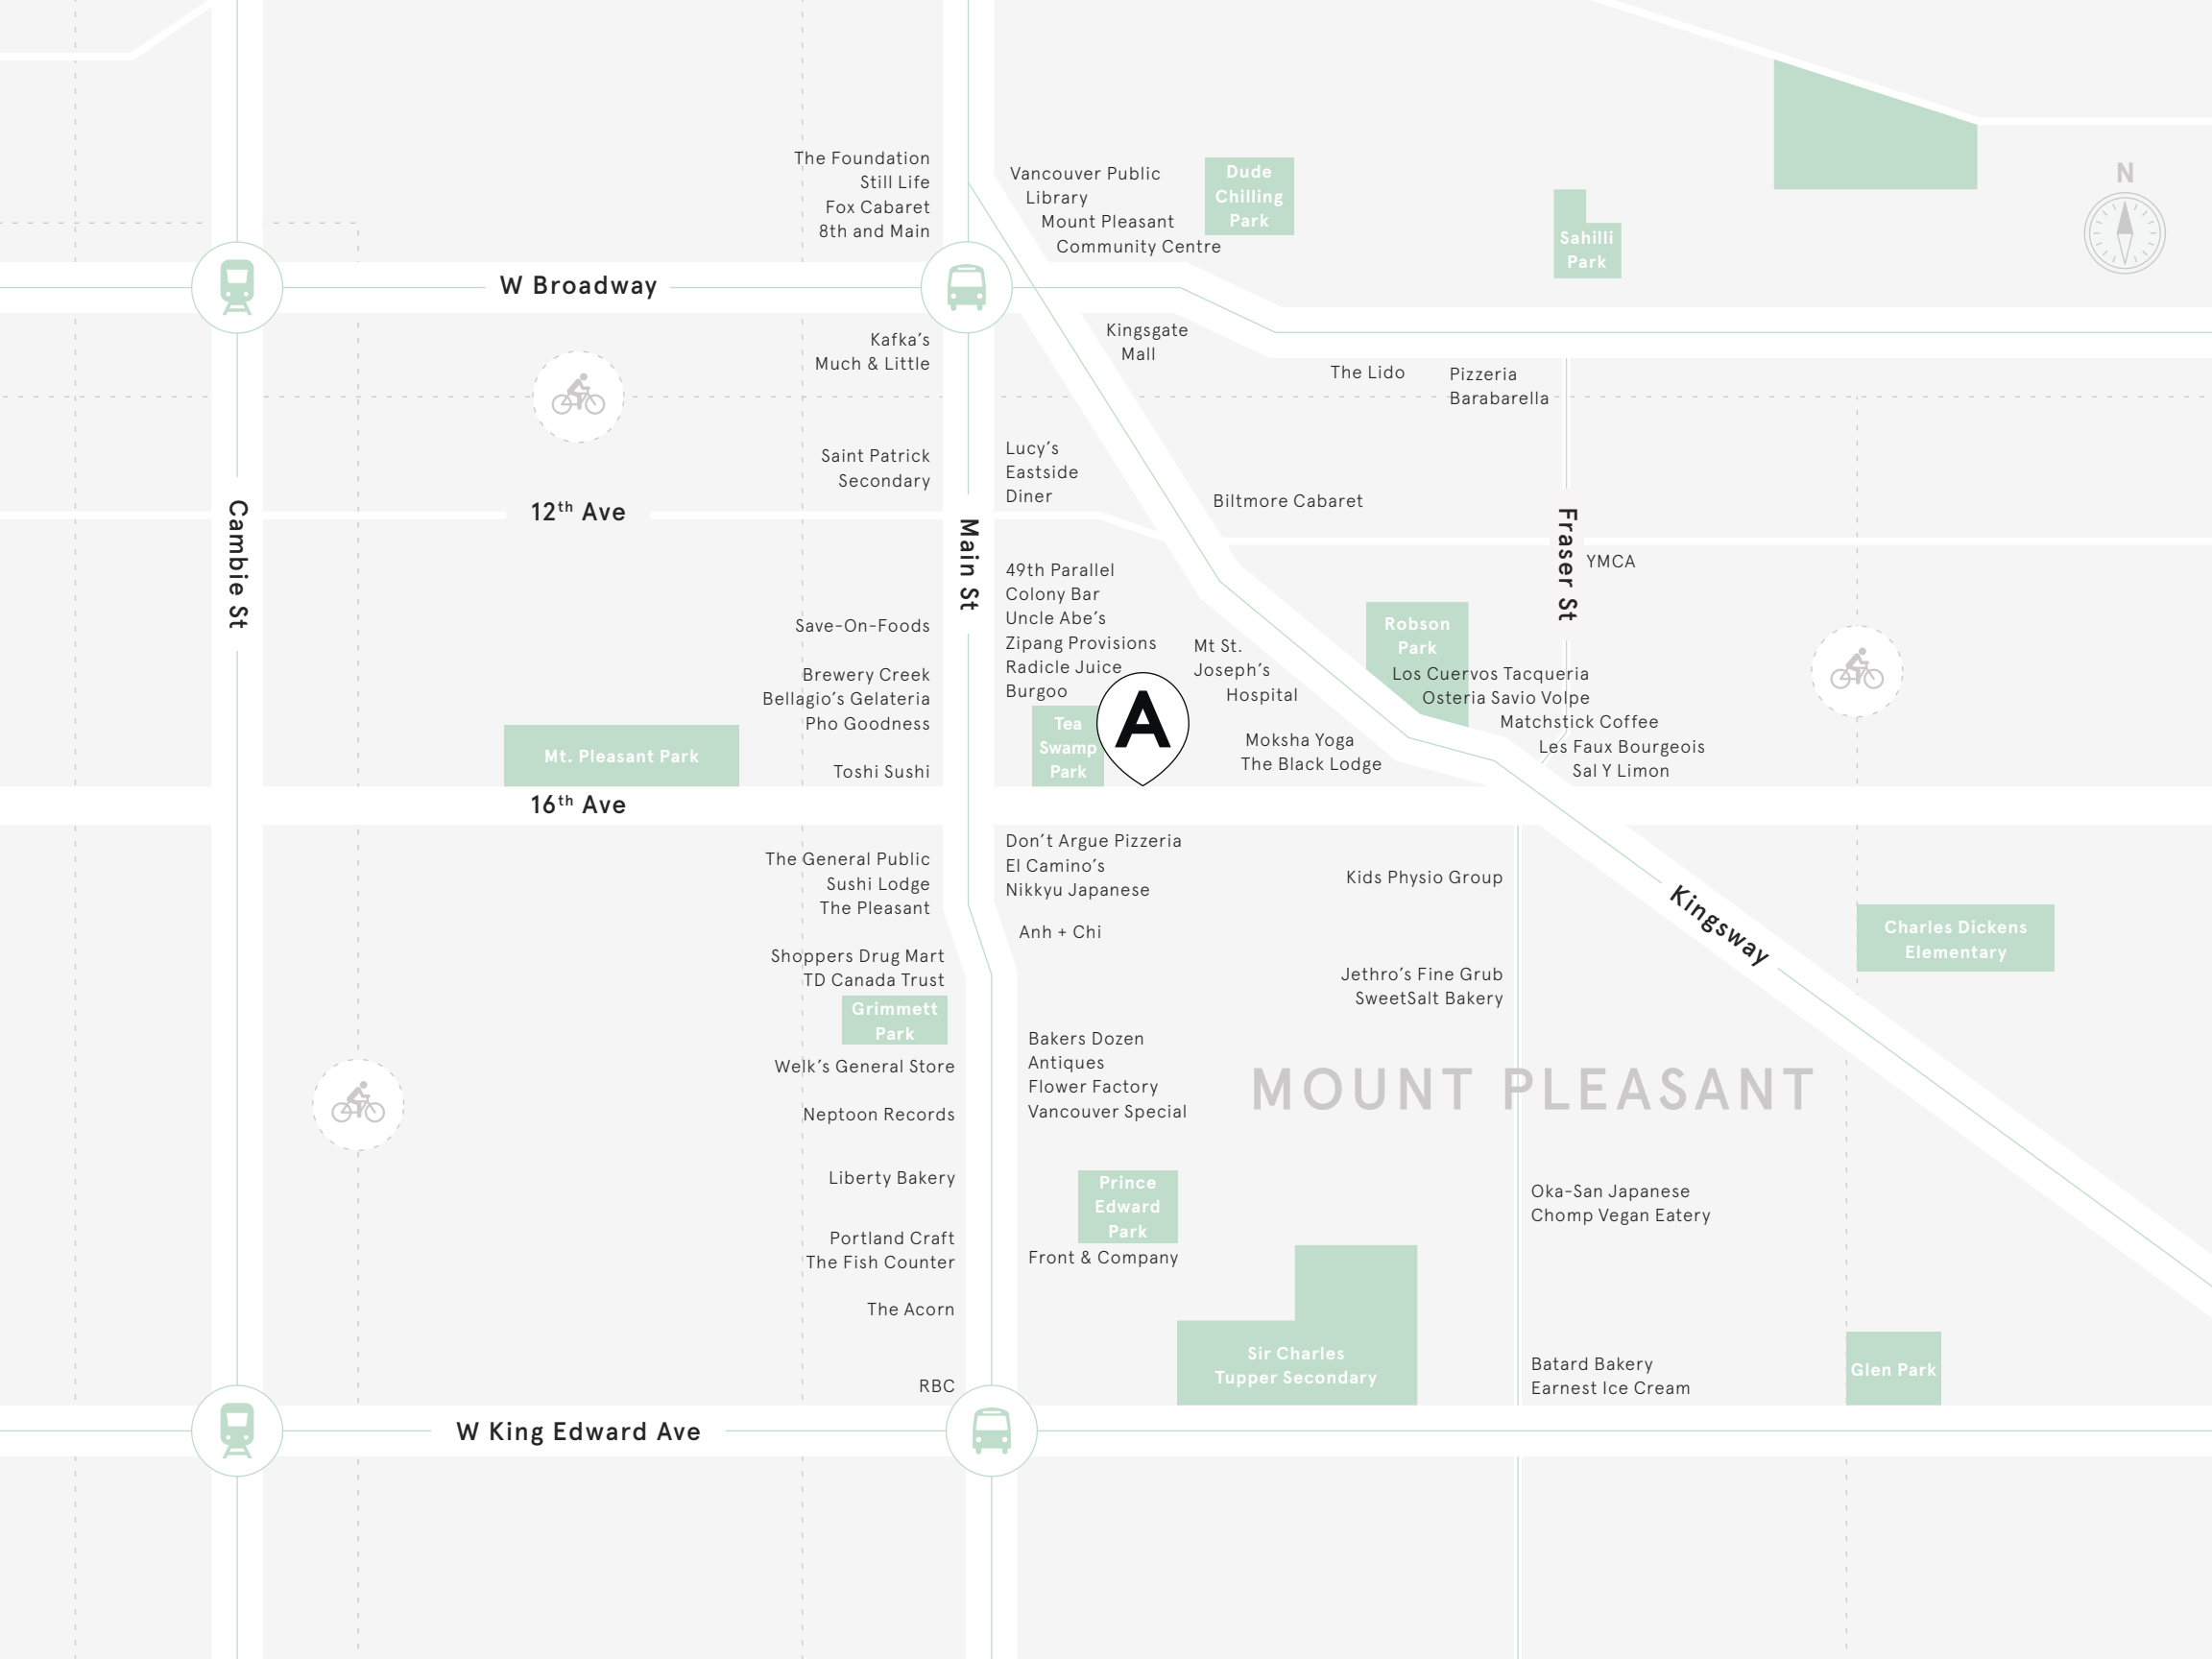 The Foundation
Still Life
Fox Cabaret
8th and Main
Vancouver Public
Library
Mount Pleasant
Community Centre
Dude
Chilling
Park
Sahilli
Park
N
W Broadway
Kafka's
Much & Little
Kingsgate
Mall
The Lido
Pizzeria
Barabarella
Saint Patrick
Secondary
Lucy's
Eastside
Diner
Biltmore Cabaret
12th Ave
Cambie St
Main St
Fraser St
YMCA
49th Parallel
Colony Bar
Uncle Abe's
Zipang Provisions
Radicle Juice
Burgoo
Save-On-Foods
Brewery Creek
Bellagio's Gelateria
Pho Goodness
Toshi Sushi
Mt. Pleasant Park
Tea
Swamp
Park
A
Mt St.
Joseph's
Hospital
Moksha Yoga
The Black Lodge
Robson
Park
Los Cuervos Tacqueria
Osteria Savio Volpe
Matchstick Coffee
Les Faux Bourgeois
Sal Y Limon
16th Ave
The General Public
Sushi Lodge
The Pleasant
Don't Argue Pizzeria
El Camino's
Nikkyu Japanese
Anh + Chi
Kids Physio Group
Kingsway
Charles Dickens
Elementary
Shoppers Drug Mart
TD Canada Trust
Grimmett
Park
Jethro's Fine Grub
SweetSalt Bakery
Welk's General Store
Neptoon Records
Bakers Dozen
Antiques
Flower Factory
Vancouver Special
MOUNT PLEASANT
Liberty Bakery
Prince
Edward
Park
Front & Company
Oka-San Japanese
Chomp Vegan Eatery
Portland Craft
The Fish Counter
The Acorn
RBC
Sir Charles
Tupper Secondary
Batard Bakery
Earnest Ice Cream
Glen Park
W King Edward Ave